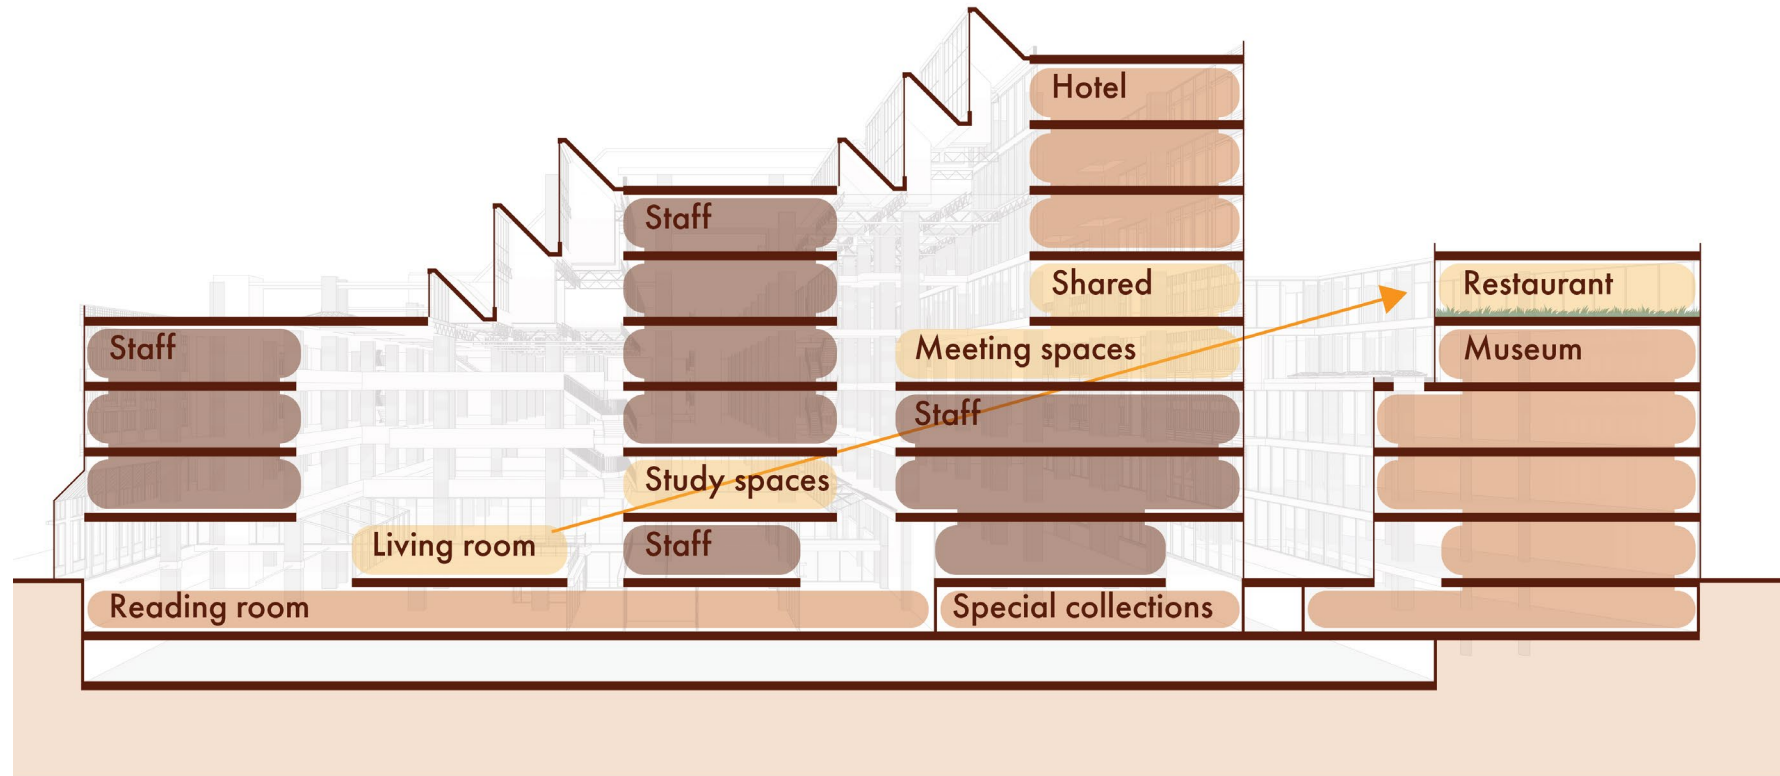 Hotel
Staff
Shared
Restaurant
Staff
Meeting spaces
Museum
Staff
Study spaces
Living room
Staff
Reading room
Special collections